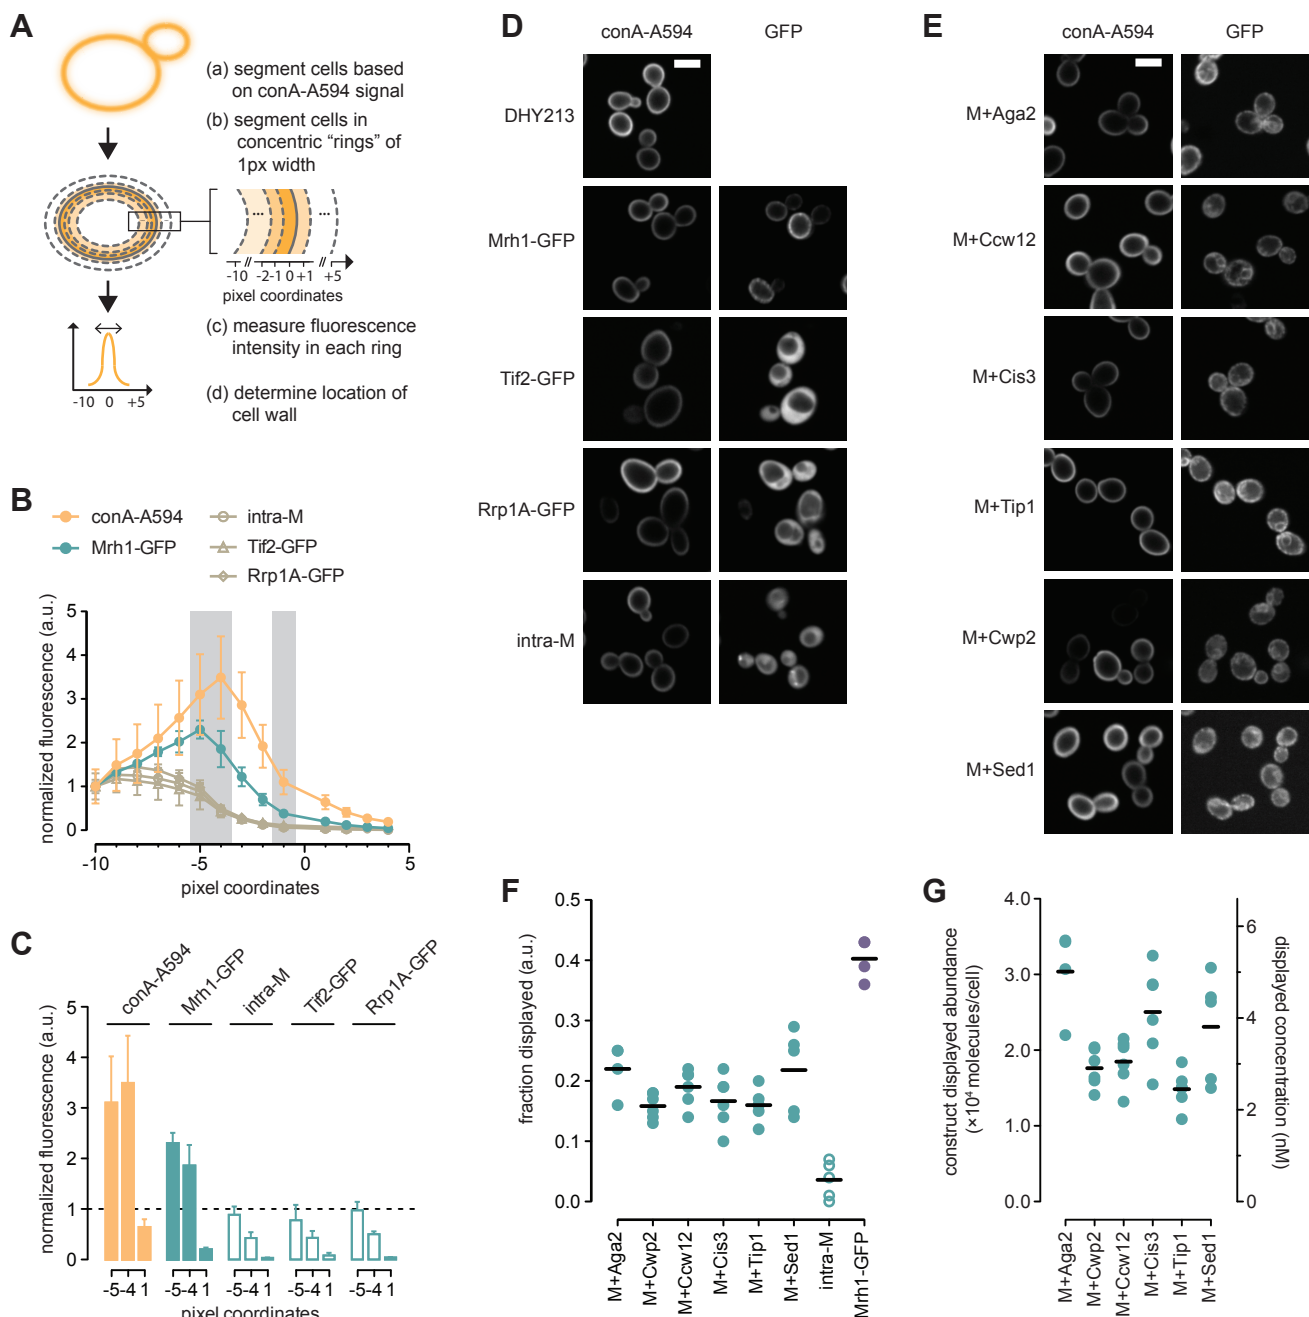 A
(a) segment cells based
on conA-A594 signal
(b) segment cells in
concentric “rings” of
1px width
... ...
-10 -2 -1 0 +1 +5
pixel coordinates
(c) measure fluorescence
intensity in each ring
-10 0 +5
(d) determine location of
cell wall
B
conA-A594
Mrh1-GFP
intra-M
Tif2-GFP
Rrp1A-GFP
normalized fluorescence (a.u.)
5
4
3
2
1
0
-10 -5 0 5
pixel coordinates
C
conA-A594
Mrh1-GFP
intra-M
Tif2-GFP
Rrp1A-GFP
normalized fluorescence (a.u.)
5
4
3
2
1
0
-5 -4 1 -5 -4 1 -5 -4 1 -5 -4 1 -5 -4 1
pixel coordinates
D
conA-A594 GFP
DHY213
Mrh1-GFP
Tif2-GFP
Rrp1A-GFP
intra-M
E
conA-A594 GFP
M+Aga2
M+Ccw12
M+Cis3
M+Tip1
M+Cwp2
M+Sed1
F
fraction displayed (a.u.)
0.5
0.4
0.3
0.2
0.1
0.0
M+Aga2
M+Cwp2
M+Ccw12
M+Cis3
M+Tip1
M+Sed1
intra-M
Mrh1-GFP
G
construct displayed abundance
(×10⁴ molecules/cell)
4.0
3.0
2.0
1.0
0.0
6
4
2
0
displayed concentration (nM)
M+Aga2
M+Cwp2
M+Ccw12
M+Cis3
M+Tip1
M+Sed1